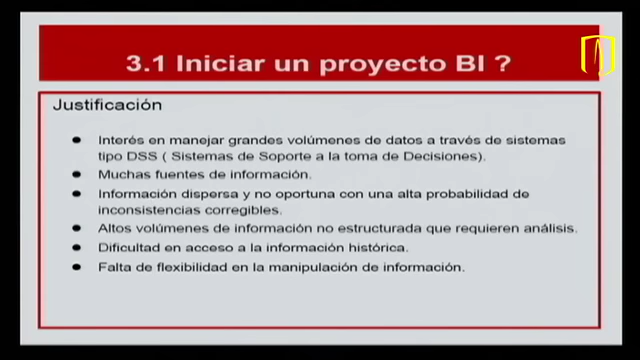 3.1 Iniciar un proyecto BI ?
Justificación
Interés en manejar grandes volúmenes de datos a través de sistemas
tipo DSS ( Sistemas de Soporte a la toma de Decisiones).
Muchas fuentes de información.
Información dispersa y no oportuna con una alta probabilidad de
inconsistencias corregibles.
Altos volúmenes de información no estructurada que requieren análisis.
Dificultad en acceso a la información histórica.
Falta de flexibilidad en la manipulación de información.